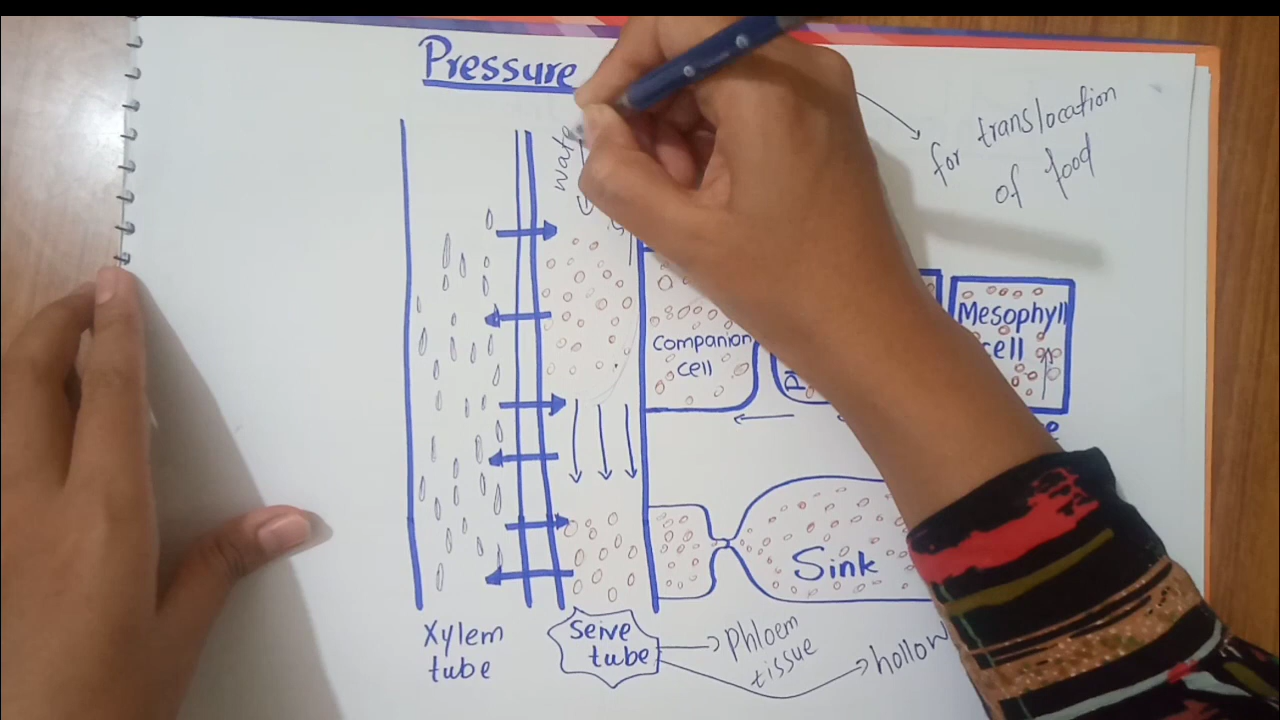 Pressure
for translocation
of food
Companion
cell
Mesophyll
cell
Sink
Xylem
tube
Seive
tube
Phloem
tissue
hollow